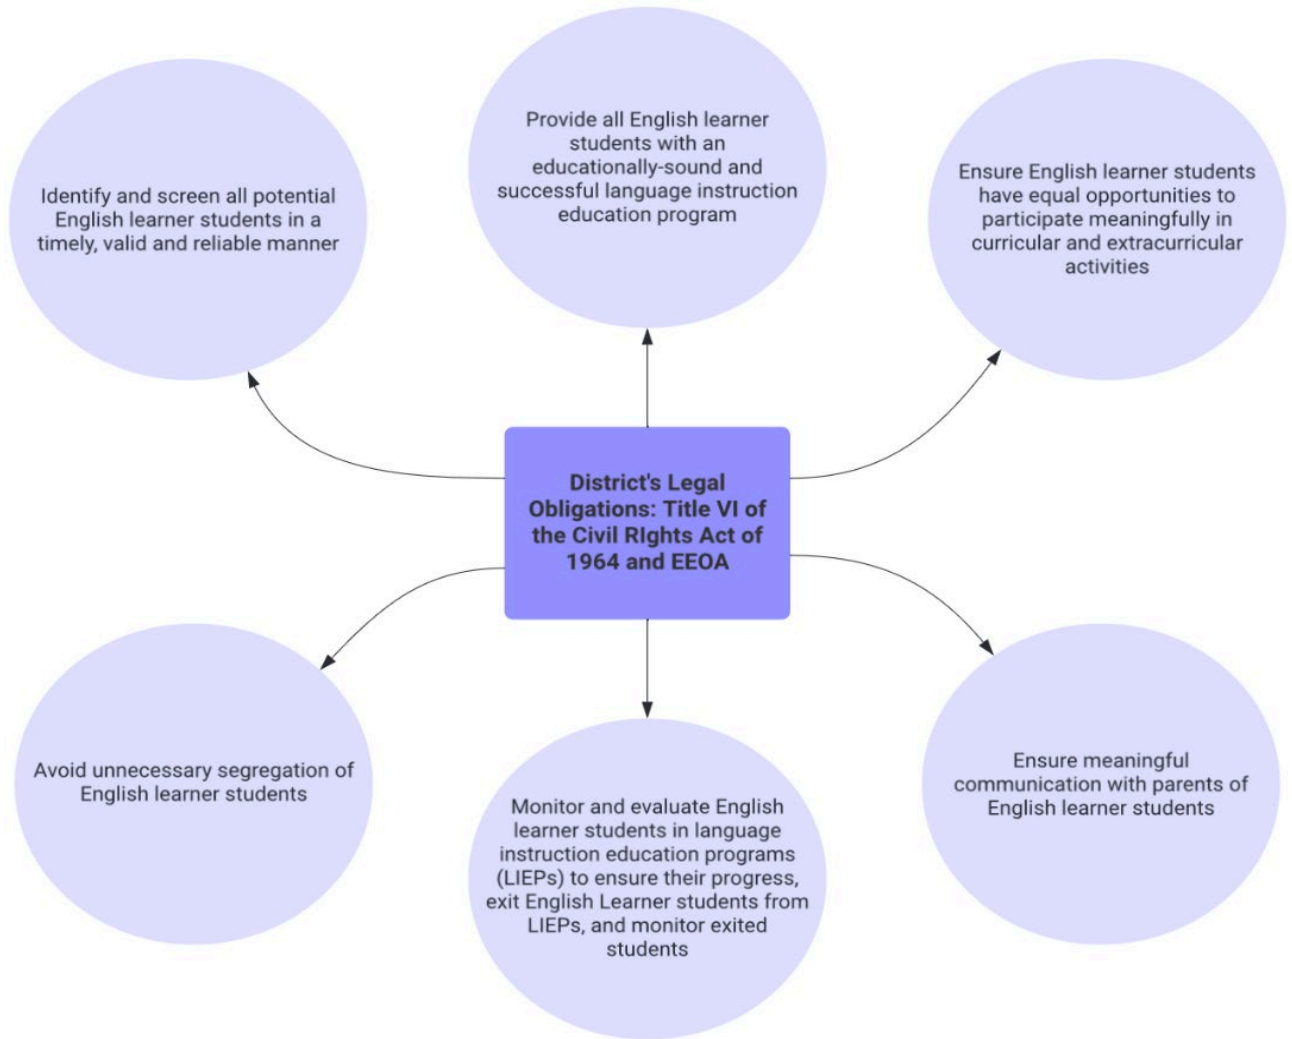 Provide all English learner
students with an
educationally-sound and
successful language instruction
education program
Identify and screen all potential
English learner students in a
timely, valid and reliable manner
Ensure English learner students
have equal opportunities to
participate meaningfully in
curricular and extracurricular
activities
District's Legal
Obligations: Title VI of
the Civil RIghts Act of
1964 and EEOA
Avoid unnecessary segregation of
English learner students
Monitor and evaluate English
learner students in language
instruction education programs
(LIEPs) to ensure their progress,
exit English Learner students from
LIEPs, and monitor exited
students
Ensure meaningful
communication with parents of
English learner students